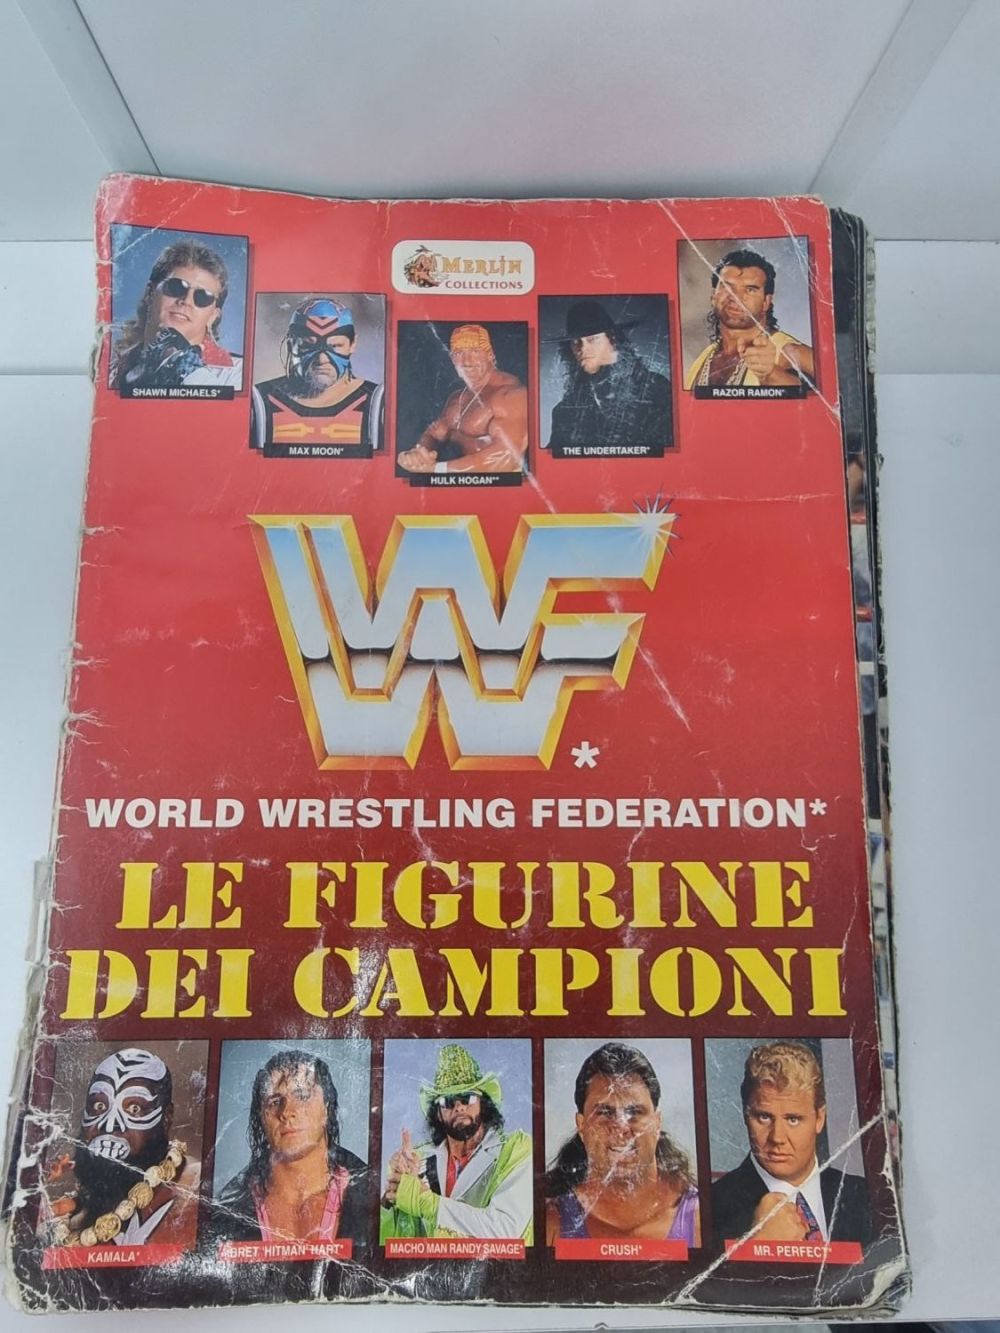 MERLIN
COLLECTIONS
SHAWN MICHAELS*
MAX MOON*
HULK HOGAN**
THE UNDERTAKER*
RAZOR RAMON*
WWF*
WORLD WRESTLING FEDERATION*
LE FIGURINE
DEI CAMPIONI
KAMALA*
BRET 'HITMAN' HART*
MACHO MAN RANDY SAVAGE*
CRUSH*
MR. PERFECT*